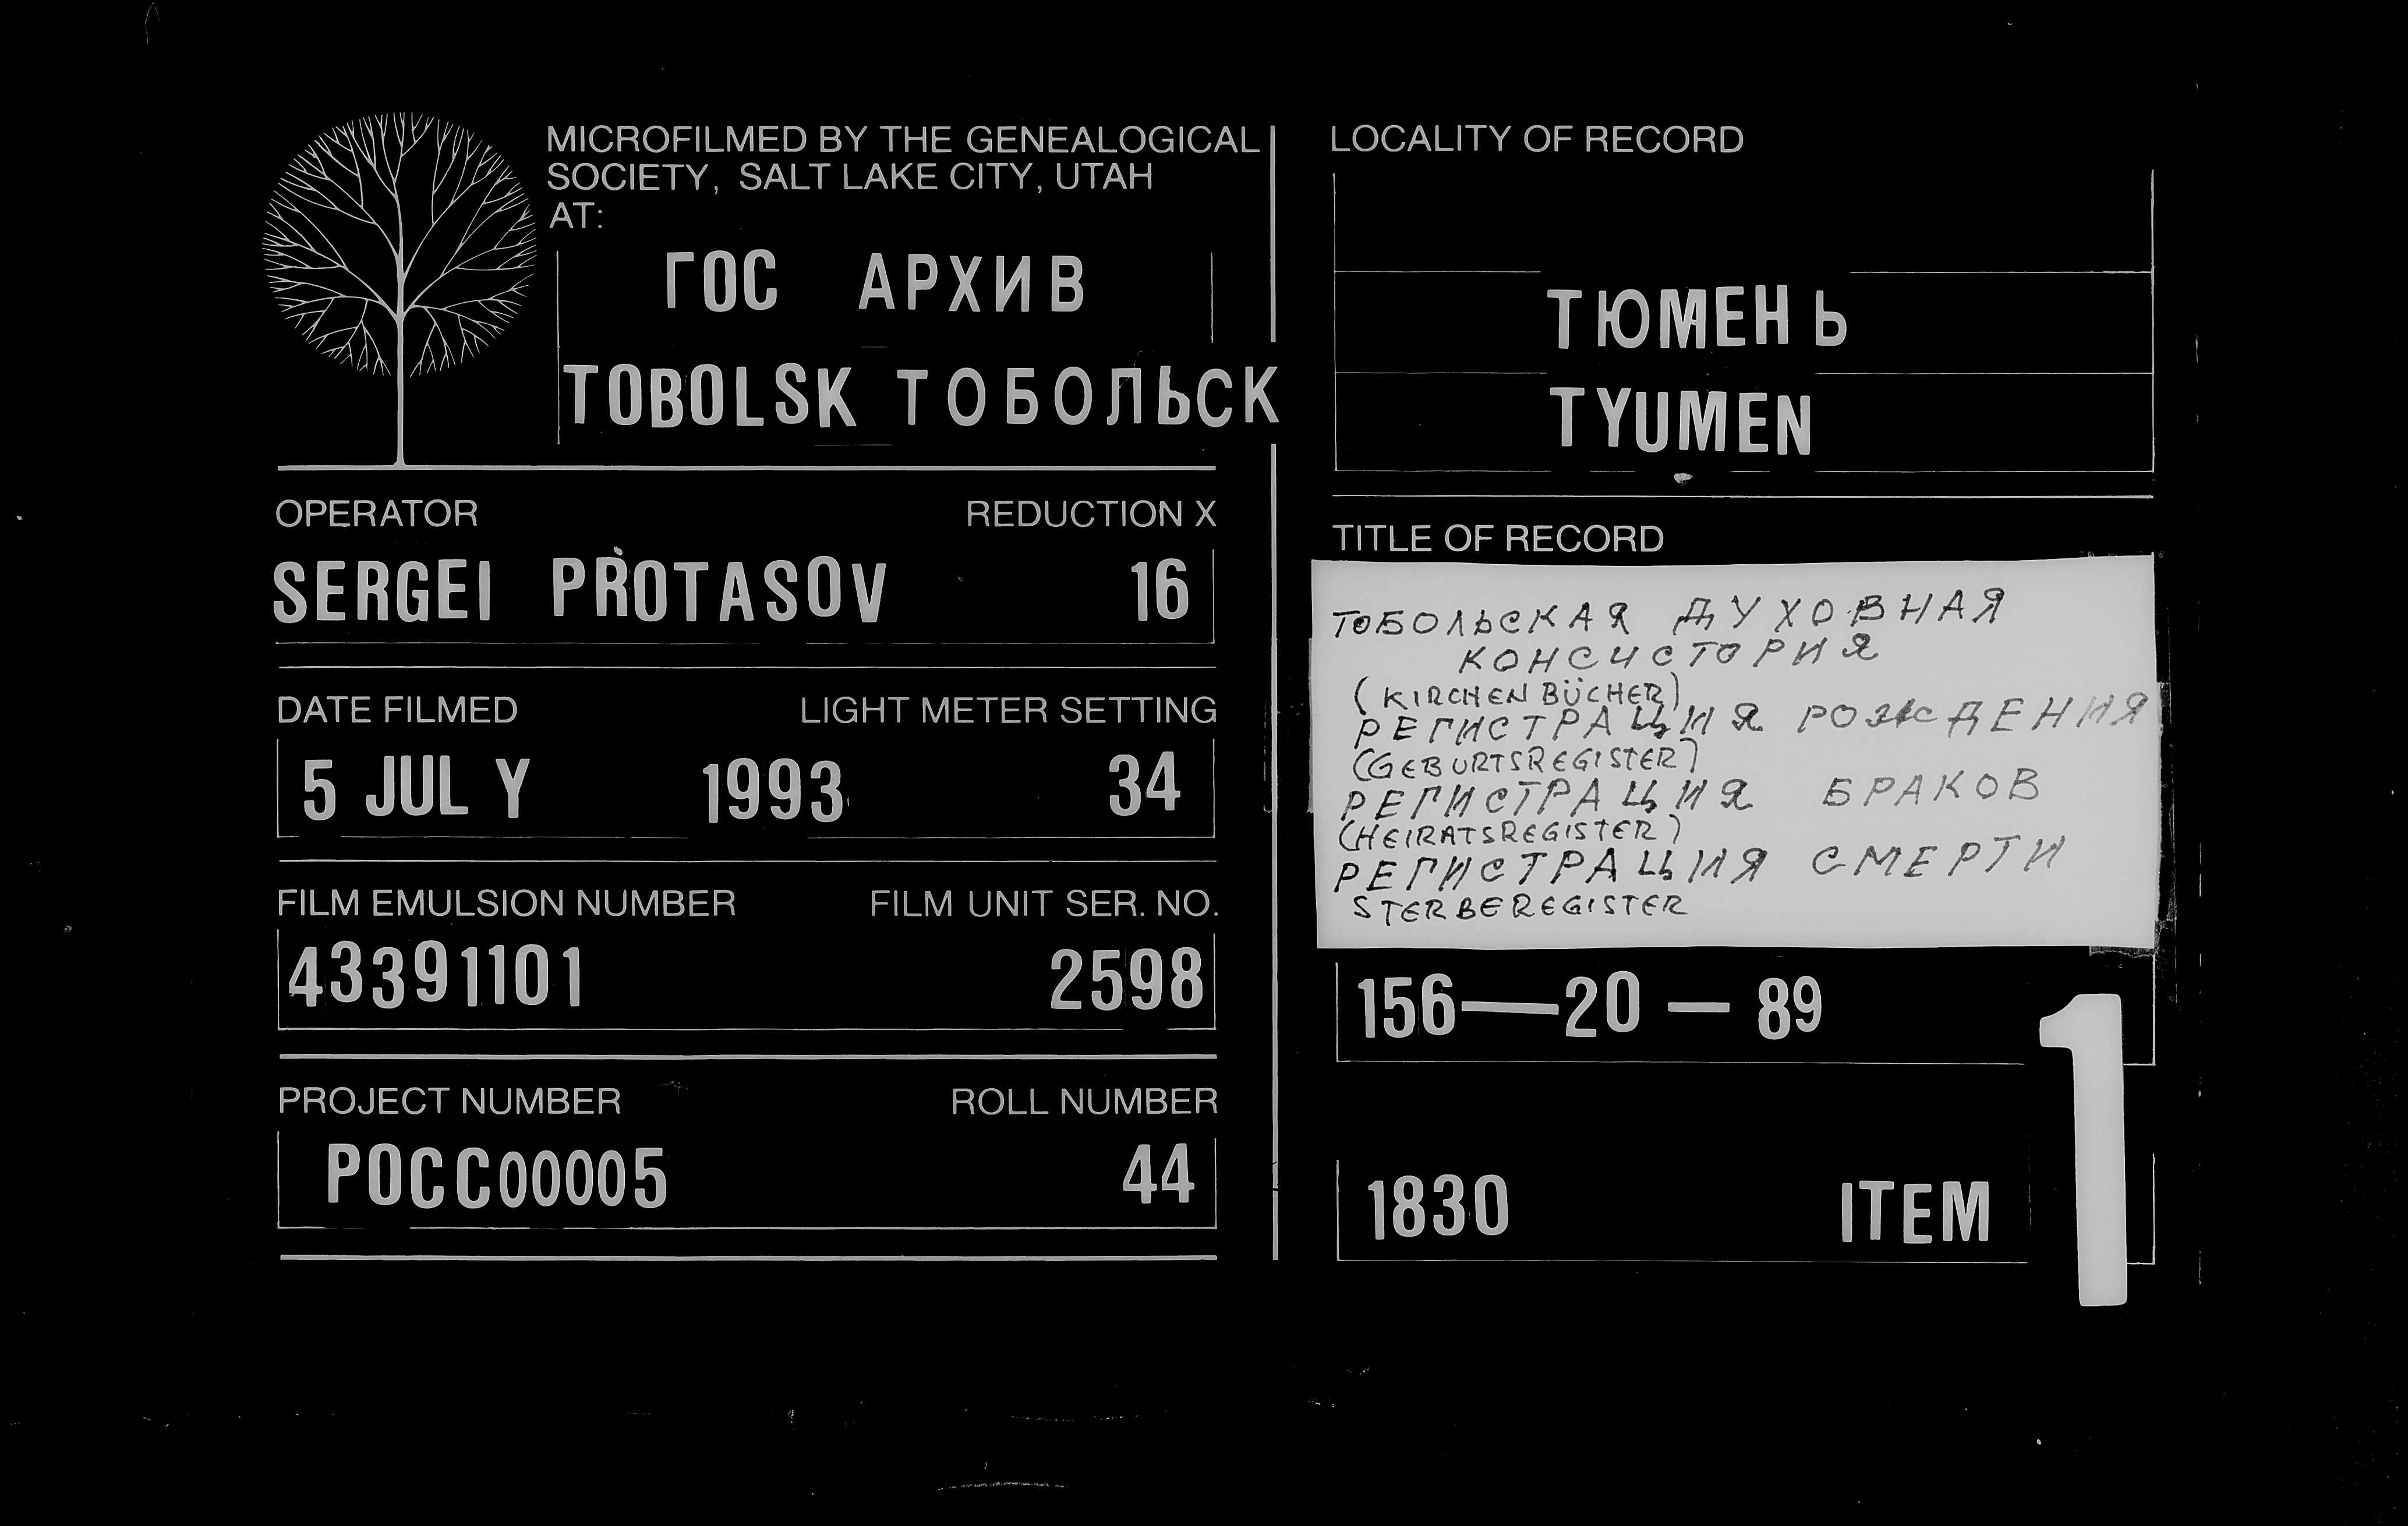 MICROFILMED BY THE GENEALOGICAL
SOCIETY, SALT LAKE CITY, UTAH
AT:
ГОС АРХИВ
TOBOLSK ТОБОЛЬСК
OPERATOR REDUCTION X
SERGEI PROTASOV 16
DATE FILMED LIGHT METER SETTING
5 JULY 1993 34
FILM EMULSION NUMBER FILM UNIT SER. NO.
43391101 2598
PROJECT NUMBER ROLL NUMBER
РОСС00005 44
LOCALITY OF RECORD
ТЮМЕНЬ
TYUMEN
TITLE OF RECORD
ТОБОЛЬСКАЯ ДУХОВНАЯ
КОНСИСТОРИЯ
(KIRCHENBÜCHER)
РЕГИСТРАЦИЯ РОЖДЕНИЯ
(GEBURTSREGISTER)
РЕГИСТРАЦИЯ БРАКОВ
(HEIRATSREGISTER)
РЕГИСТРАЦИЯ СМЕРТИ
STERBEREGISTER
156—20—89
1830 ITEM 1